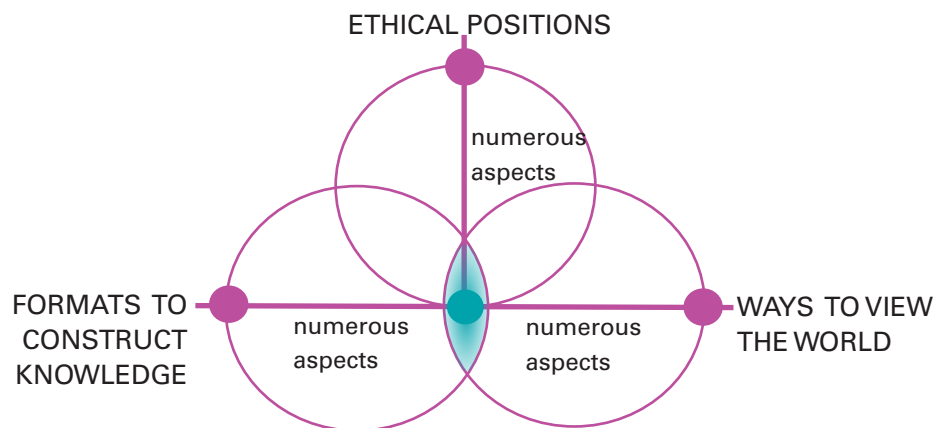 ETHICAL POSITIONS
numerous
aspects
FORMATS TO
CONSTRUCT
KNOWLEDGE
numerous
aspects
numerous
aspects
WAYS TO VIEW
THE WORLD